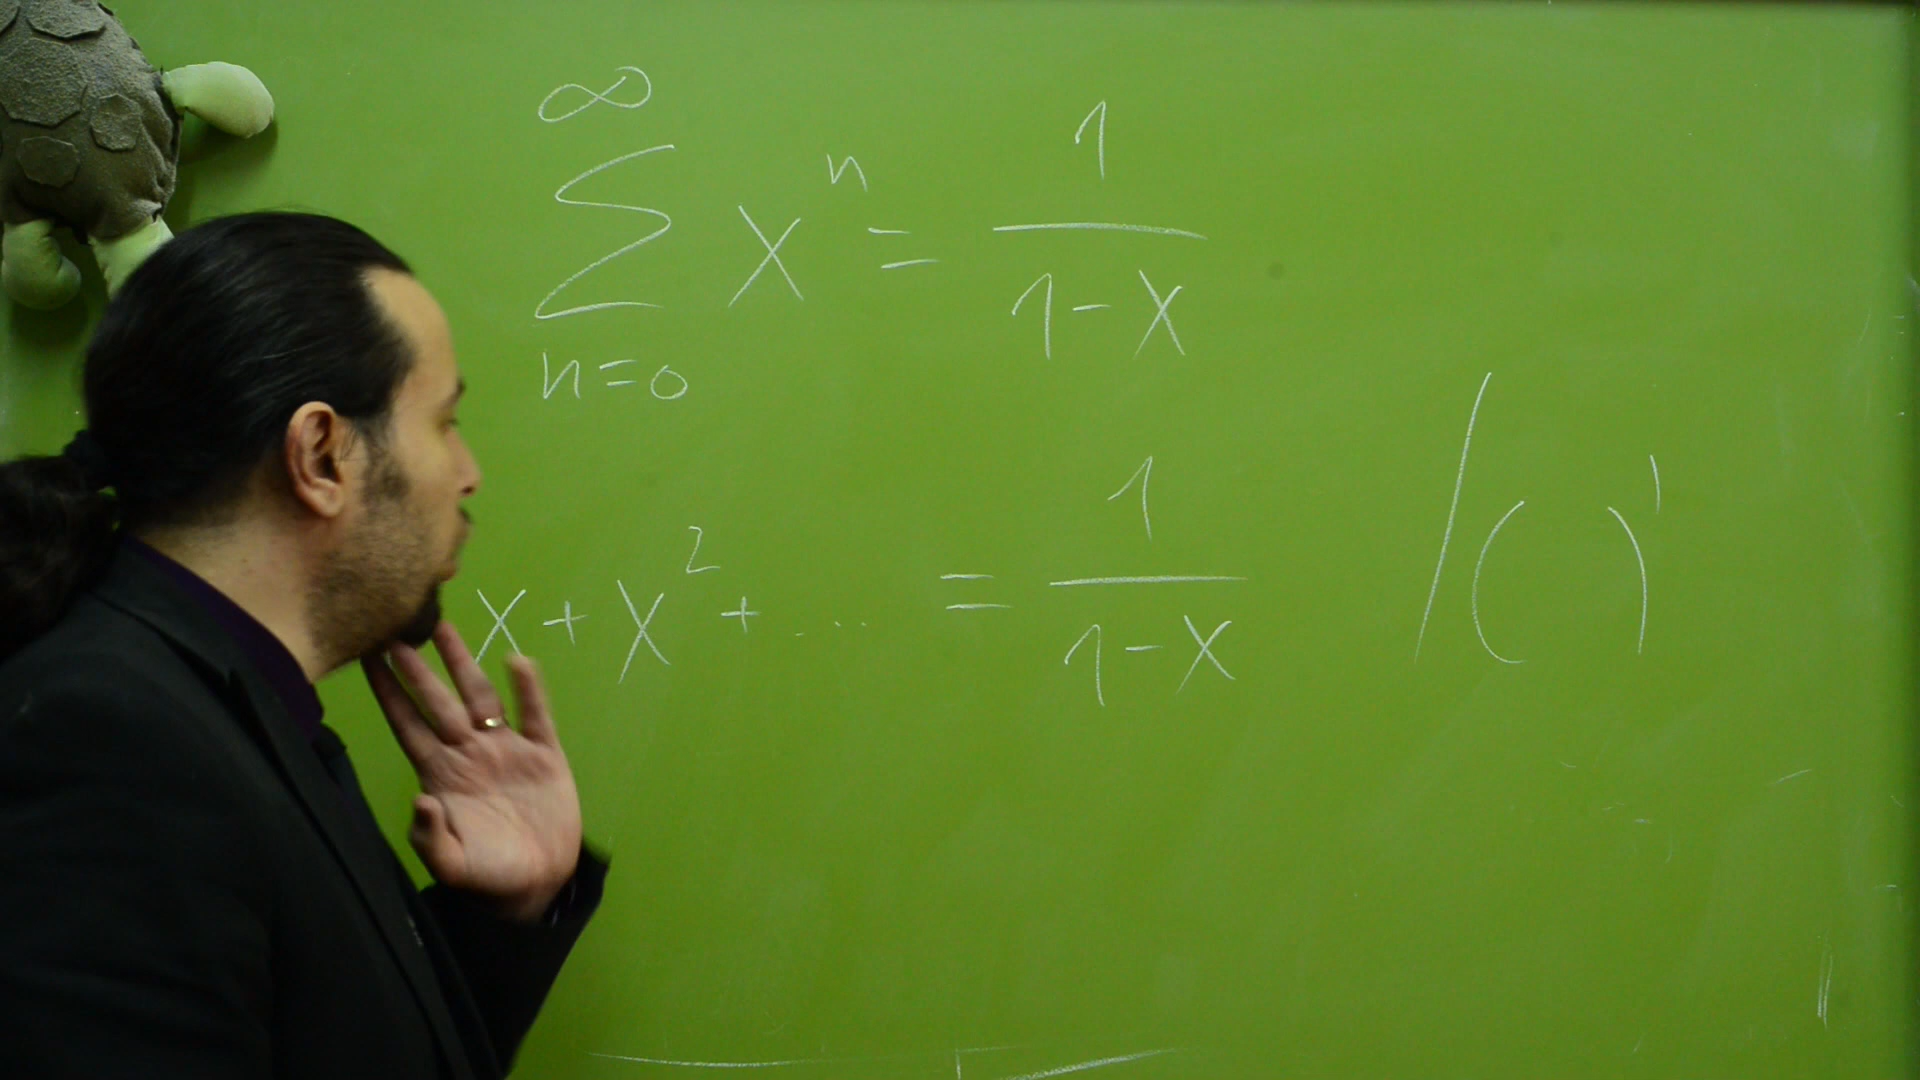 ∞
∑ xⁿ = 1/(1-x)
n=0
x + x² + ... = 1/(1-x) / ( )'